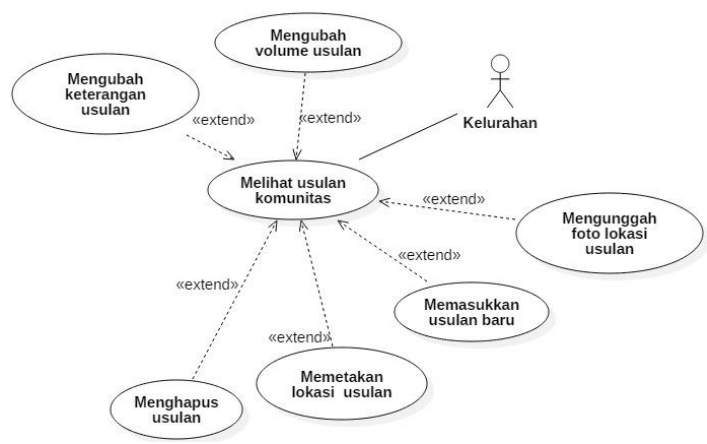 Mengubah
volume usulan
Mengubah
keterangan
usulan
«extend»
«extend»
Kelurahan
Melihat usulan
komunitas
«extend»
Mengunggah
foto lokasi
usulan
«extend»
«extend»
Memasukkan
usulan baru
«extend»
Memetakan
lokasi usulan
Menghapus
usulan